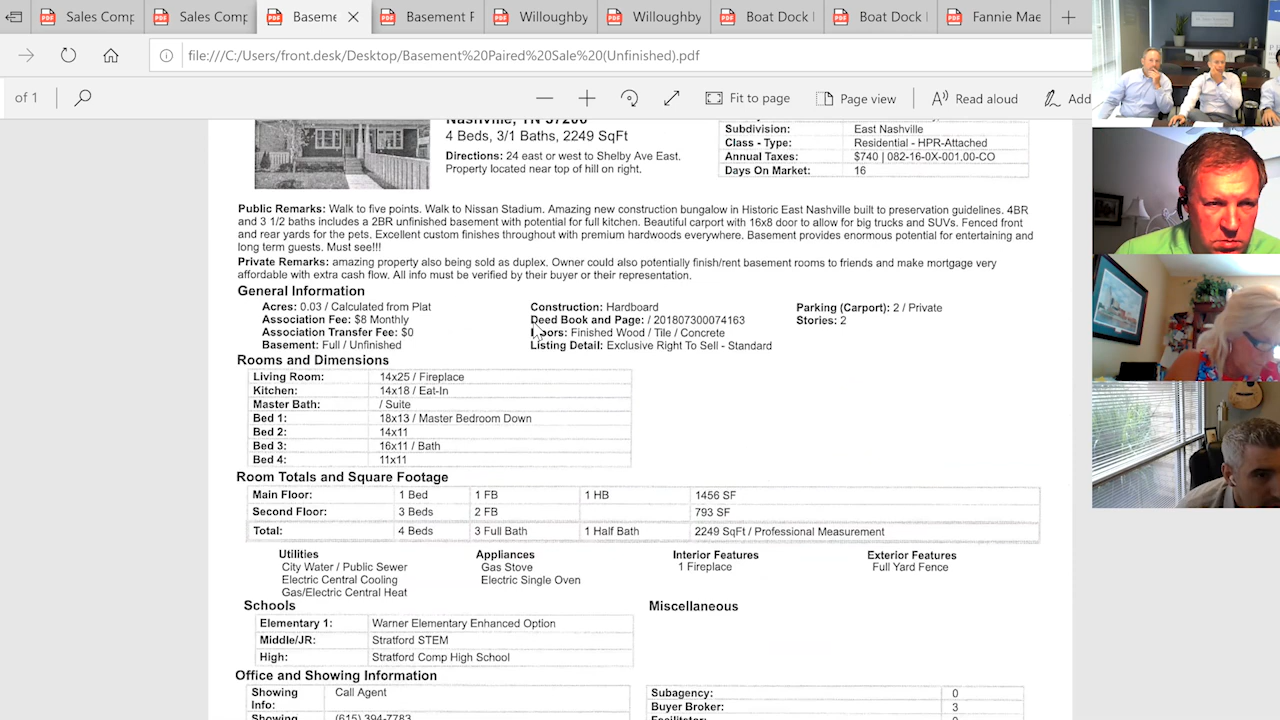 Sales Comp
Sales Comp
Baseme
Basement P
Willoughby
Willoughby
Boat Dock
Boat Dock
Fannie Mae
file:///C:/Users/front.desk/Desktop/Basement%20Paired%20Sale%20(Unfinished).pdf
of 1
Fit to page
Page view
Read aloud
Add
Nashville, TN 37206
4 Beds, 3/1 Baths, 2249 SqFt
Directions: 24 east or west to Shelby Ave East.
Property located near top of hill on right.
Subdivision: East Nashville
Class - Type: Residential - HPR-Attached
Annual Taxes: $740 | 082-16-0X-001.00-CO
Days On Market: 16
Public Remarks: Walk to five points. Walk to Nissan Stadium. Amazing new construction bungalow in Historic East Nashville built to preservation guidelines. 4BR
and 3 1/2 baths includes a 2BR unfinished basement with potential for full kitchen. Beautiful carport with 16x8 door to allow for big trucks and SUVs. Fenced front
and rear yards for the pets. Excellent custom finishes throughout with premium hardwoods everywhere. Basement provides enormous potential for entertaining and
long term guests. Must see!!!
Private Remarks: amazing property also being sold as duplex. Owner could also potentially finish/rent basement rooms to friends and make mortgage very
affordable with extra cash flow. All info must be verified by their buyer or their representation.
General Information
Acres: 0.03 / Calculated from Plat
Association Fee: $8 Monthly
Association Transfer Fee: $0
Basement: Full / Unfinished
Construction: Hardboard
Deed Book and Page: / 201807300074163
Floors: Finished Wood / Tile / Concrete
Listing Detail: Exclusive Right To Sell - Standard
Parking (Carport): 2 / Private
Stories: 2
Rooms and Dimensions
Living Room: 14x25 / Fireplace
Kitchen: 14x18 / Eat-In
Master Bath: / Suite
Bed 1: 18x13 / Master Bedroom Down
Bed 2: 14x11
Bed 3: 16x11 / Bath
Bed 4: 11x11
Room Totals and Square Footage
Main Floor: 1 Bed 1 FB 1 HB 1456 SF
Second Floor: 3 Beds 2 FB 793 SF
Total: 4 Beds 3 Full Bath 1 Half Bath 2249 SqFt / Professional Measurement
Utilities
City Water / Public Sewer
Electric Central Cooling
Gas/Electric Central Heat
Appliances
Gas Stove
Electric Single Oven
Interior Features
1 Fireplace
Exterior Features
Full Yard Fence
Schools
Elementary 1: Warner Elementary Enhanced Option
Middle/JR: Stratford STEM
High: Stratford Comp High School
Miscellaneous
Office and Showing Information
Showing Info: Call Agent
Showing (615) 394-7783
Subagency: 0
Buyer Broker: 3
Facilitator: 0